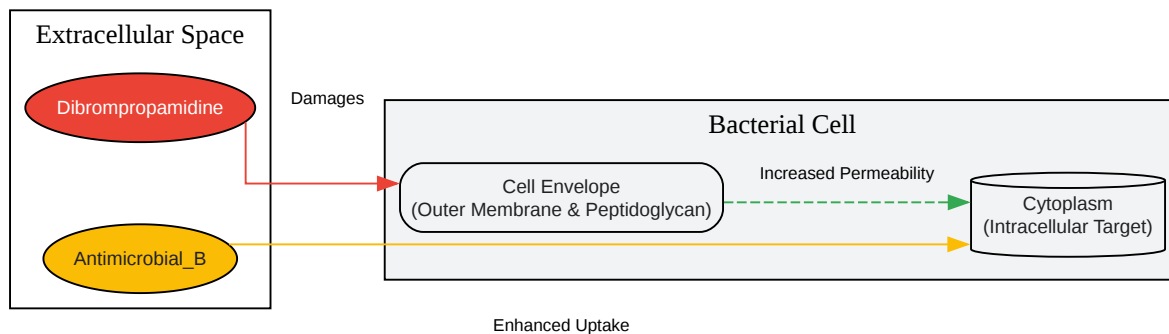 Extracellular Space
Dibrompropamidine
Antimicrobial_B
Damages
Bacterial Cell
Cell Envelope
(Outer Membrane & Peptidoglycan)
Increased Permeability
Cytoplasm
(Intracellular Target)
Enhanced Uptake